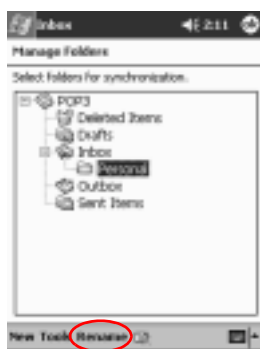 Inbox 2:11
Manage Folders
Select folders for synchronization.
POP3
Deleted Items
Drafts
Inbox
Personal
Outbox
Sent Items
New Tools Rename